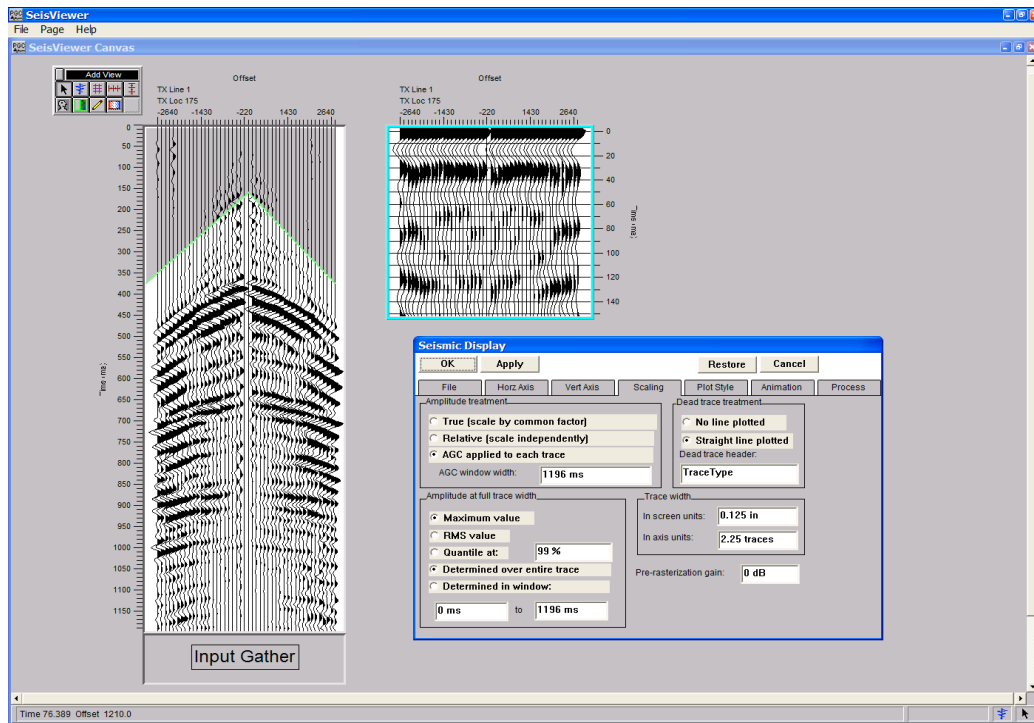 SeisViewer
File Page Help
SeisViewer Canvas
Add View
Offset
TX Line 1
TX Loc 175
-2640 -1430 -220 1430 2640
0
50
100
150
200
250
300
350
400
450
500
550
600
650
700
750
800
850
900
950
1000
1050
1100
1150
Input Gather
Offset
TX Line 1
TX Loc 175
-2640 -1430 -220 1430 2640
0
20
40
60
80
100
120
140
Seismic Display
OK Apply Restore Cancel
File Horz Axis Vert Axis Scaling Plot Style Animation Process
Amplitude treatment
True (scale by common factor)
Relative (scale independently)
AGC applied to each trace
AGC window width: 1196 ms
Dead trace treatment
No line plotted
Straight line plotted
Dead trace header:
TraceType
Amplitude at full trace width
Maximum value
RMS value
Quantile at: 99 %
Determined over entire trace
Determined in window:
0 ms to 1196 ms
Trace width
In screen units: 0.125 in
In axis units: 2.25 traces
Pre-rasterization gain: 0 dB
Time 76.389 Offset 1210.0